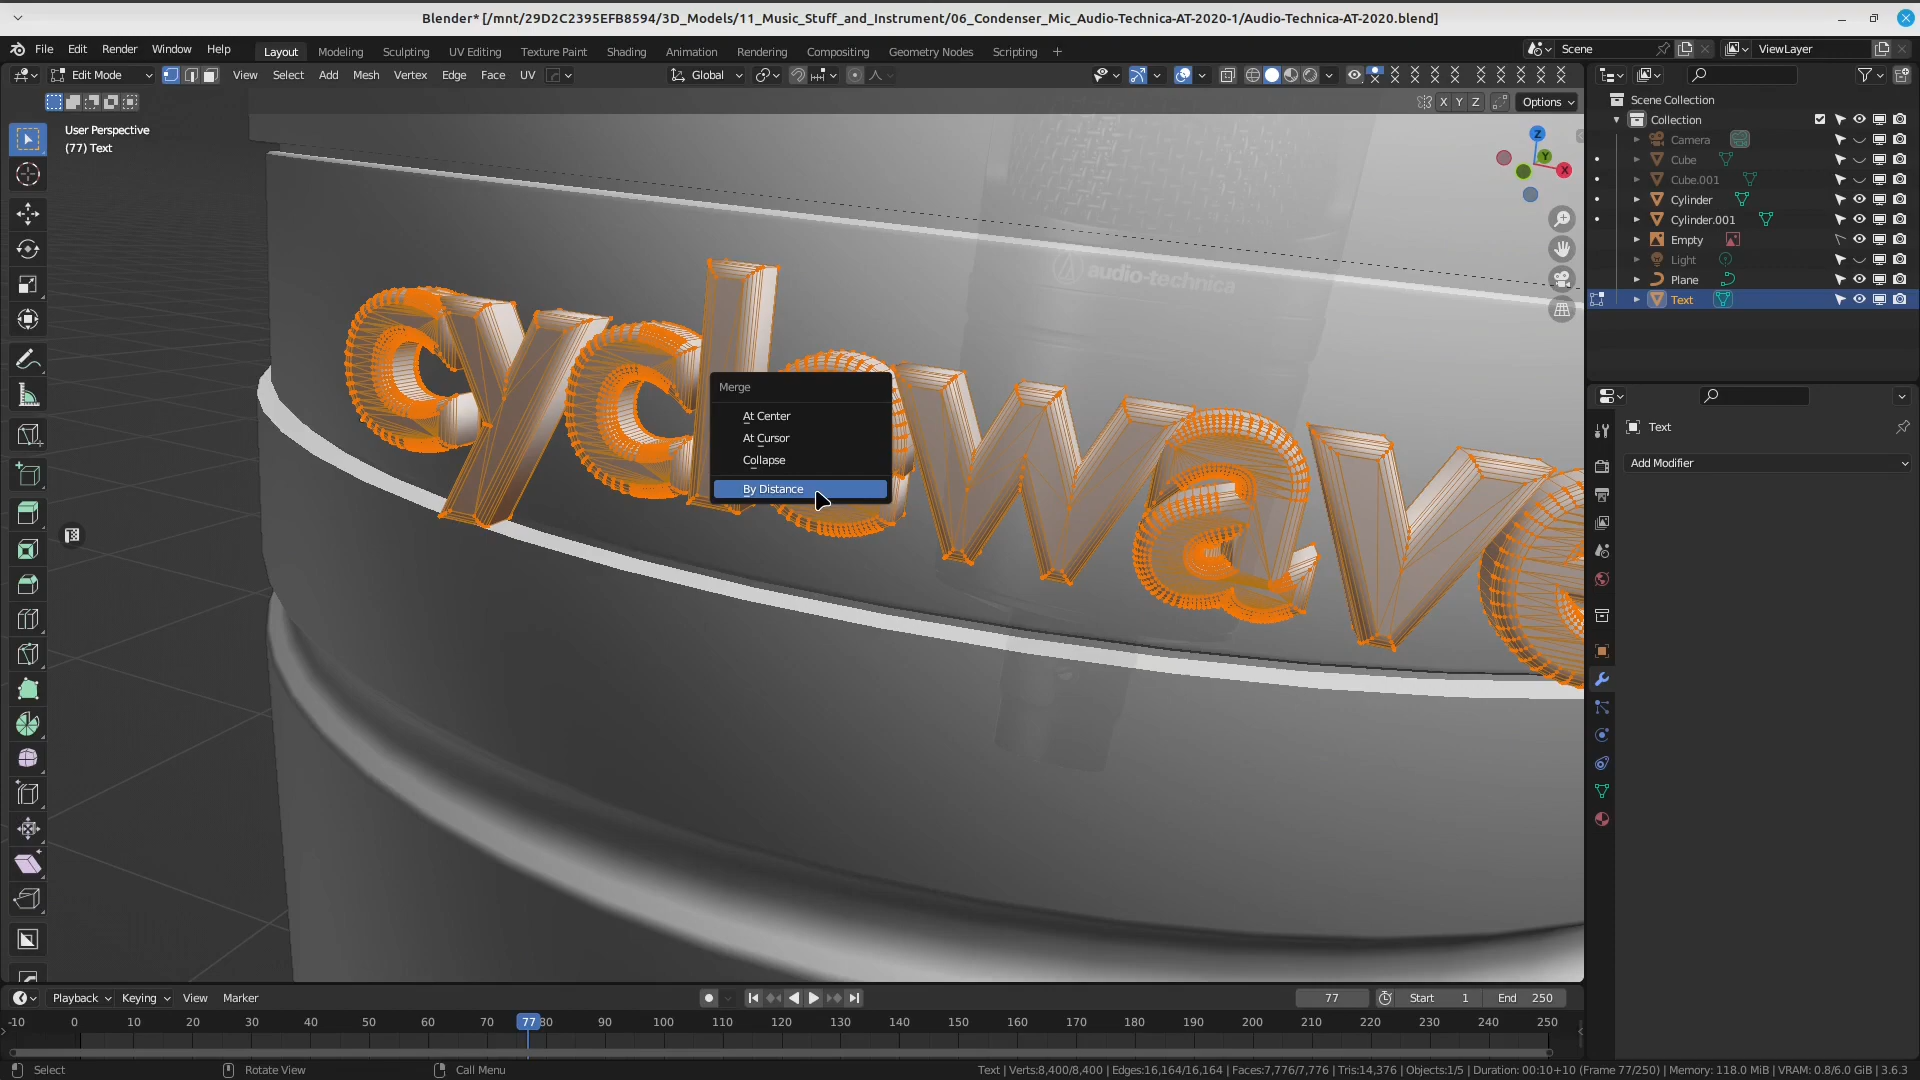 Blender* [/mnt/29D2C2395EFB8594/3D_Models/11_Music_Stuff_and_Instrument/06_Condenser_Mic_Audio-Technica-AT-2020-1/Audio-Technica-AT-2020.blend]
File Edit Render Window Help Layout Modeling Sculpting UV Editing Texture Paint Shading Animation Rendering Compositing Geometry Nodes Scripting + Scene ViewLayer
Edit Mode View Select Add Mesh Vertex Edge Face UV Global
X Y Z Options
User Perspective
(77) Text
Z
Y
X
audio-technica
cyclowave
Merge
At Center
At Cursor
Collapse
By Distance
Scene Collection
Collection
Camera
Cube
Cube.001
Cylinder
Cylinder.001
Empty
Light
Plane
Text
Text
Add Modifier
Playback Keying View Marker 77 Start 1 End 250
-10 0 10 20 30 40 50 60 70 77 80 90 100 110 120 130 140 150 160 170 180 190 200 210 220 230 240 250
Select Rotate View Call Menu Text | Verts:8,400/8,400 | Edges:16,164/16,164 | Faces:7,776/7,776 | Tris:14,376 | Objects:1/5 | Duration: 00:10+10 (Frame 77/250) | Memory: 118.0 MiB | VRAM: 0.8/6.0 GiB | 3.6.3